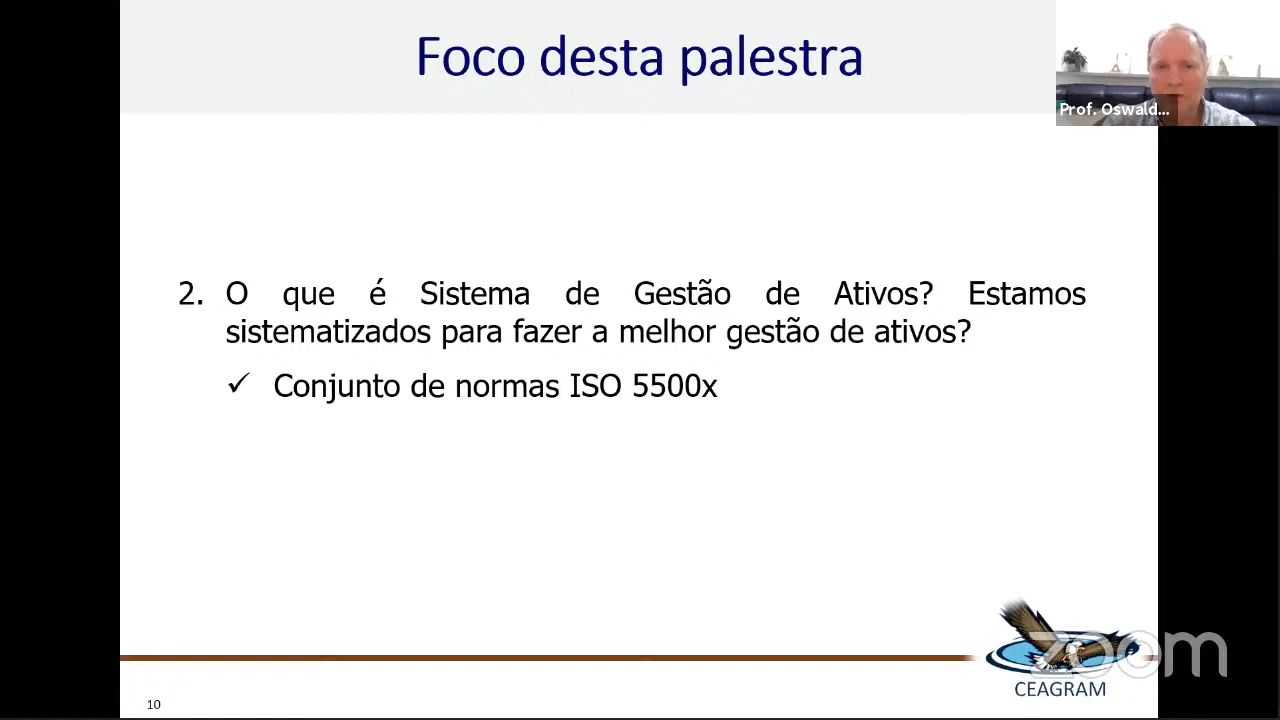 Foco desta palestra
Prof. Oswald...
2. O que é Sistema de Gestão de Ativos? Estamos
sistematizados para fazer a melhor gestão de ativos?
✓ Conjunto de normas ISO 5500x
zoom
CEAGRAM
10